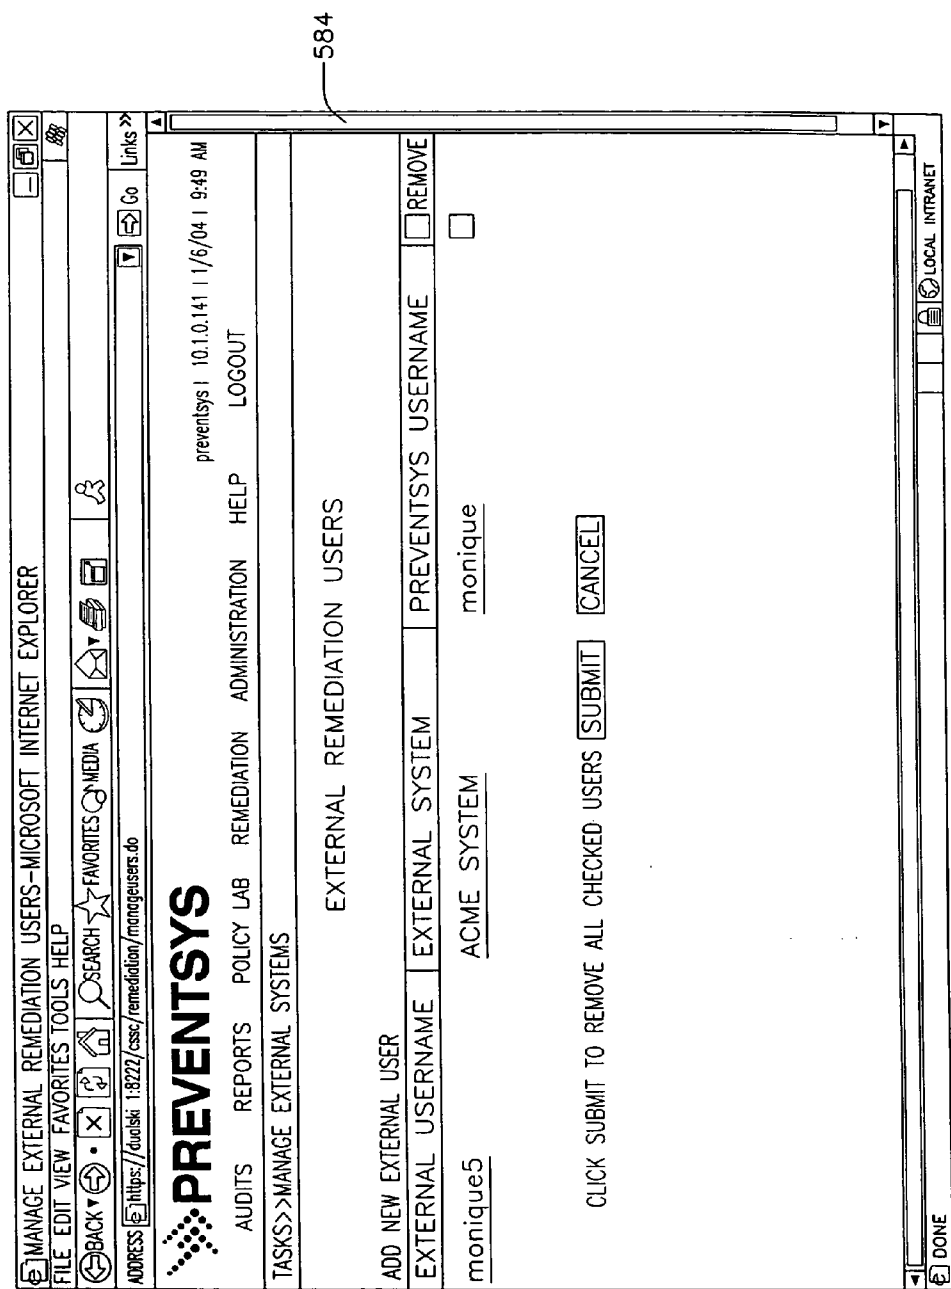 MANAGE EXTERNAL REMEDIATION USERS-MICROSOFT INTERNET EXPLORER
FILE EDIT VIEW FAVORITES TOOLS HELP
BACK SEARCH FAVORITES MEDIA
ADDRESS https://duolski 1:8222/cssc/remediation/manageusers.do Go Links >>
PREVENTSYS
preventsys | 10.1.0.141 | 1/6/04 | 9:49 AM
AUDITS REPORTS POLICY LAB REMEDIATION ADMINISTRATION HELP LOGOUT
TASKS>>MANAGE EXTERNAL SYSTEMS
584
EXTERNAL REMEDIATION USERS
ADD NEW EXTERNAL USER
EXTERNAL USERNAME EXTERNAL SYSTEM PREVENTSYS USERNAME REMOVE
monique5 ACME SYSTEM monique
CLICK SUBMIT TO REMOVE ALL CHECKED USERS SUBMIT CANCEL
DONE LOCAL INTRANET